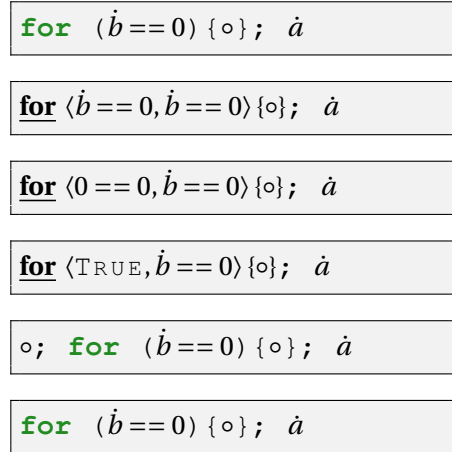 for (ḃ == 0) {∘}; ȧ
for ⟨ḃ == 0, ḃ == 0⟩ {∘}; ȧ
for ⟨0 == 0, ḃ == 0⟩ {∘}; ȧ
for ⟨TRUE, ḃ == 0⟩ {∘}; ȧ
∘; for (ḃ == 0) {∘}; ȧ
for (ḃ == 0) {∘}; ȧ